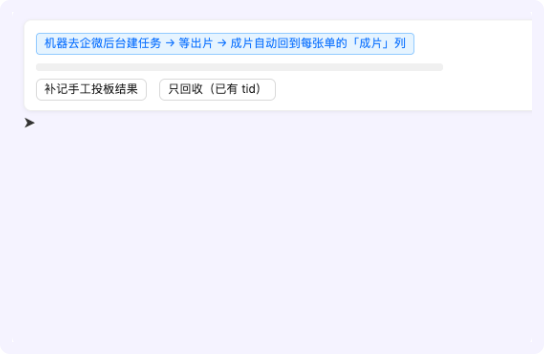 机器去企微后台建任务 → 等出片 → 成片自动回到每张单的「成片」列
补记手工投板结果 只回收（已有 tid）